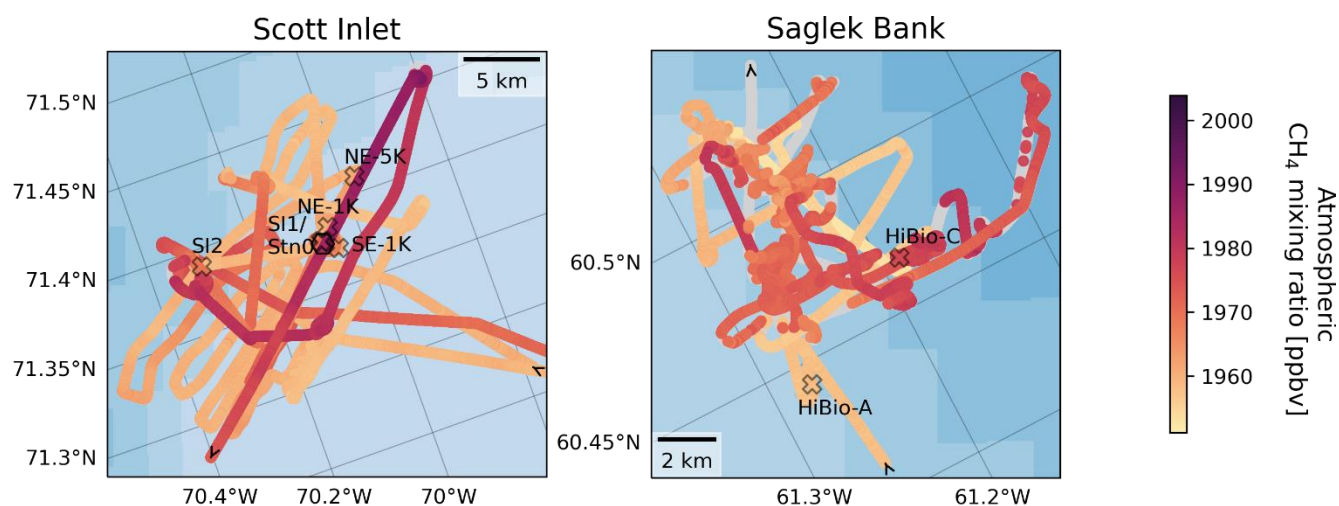 Scott Inlet
Saglek Bank
5 km
71.5°N
71.45°N
71.4°N
71.35°N
71.3°N
NE-5K
NE-1K
SI1/
Stn0
SE-1K
SI2
70.4°W
70.2°W
70°W
60.5°N
60.45°N
HiBio-C
HiBio-A
2 km
61.3°W
61.2°W
2000
1990
1980
1970
1960
Atmospheric
CH₄ mixing ratio [ppbv]